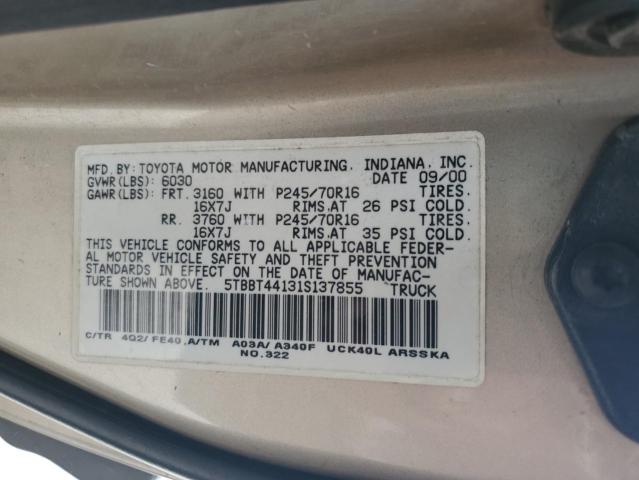 MFD. BY: TOYOTA MOTOR MANUFACTURING, INDIANA, INC.
GVWR(LBS): 6030 DATE: 09/00
GAWR(LBS): FRT. 3160 WITH P245/70R16 TIRES.
16X7J RIMS.AT 26 PSI COLD.
RR. 3760 WITH P245/70R16 TIRES.
16X7J RIMS.AT 35 PSI COLD.
THIS VEHICLE CONFORMS TO ALL APPLICABLE FEDER-
AL MOTOR VEHICLE SAFETY AND THEFT PREVENTION
STANDARDS IN EFFECT ON THE DATE OF MANUFAC-
TURE SHOWN ABOVE. 5TBBT44131S137855 TRUCK
C/TR 4Q2/ FE40 A/TM A03A/ A340F UCK40L ARSSKA
NO.322